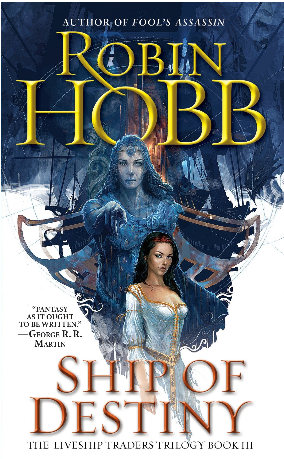 AUTHOR OF FOOL'S ASSASSIN
ROBIN
HOBB
"FANTASY
AS IT OUGHT
TO BE WRITTEN."
—GEORGE R. R.
MARTIN
SHIP OF
DESTINY
THE LIVESHIP TRADERS TRILOGY BOOK III